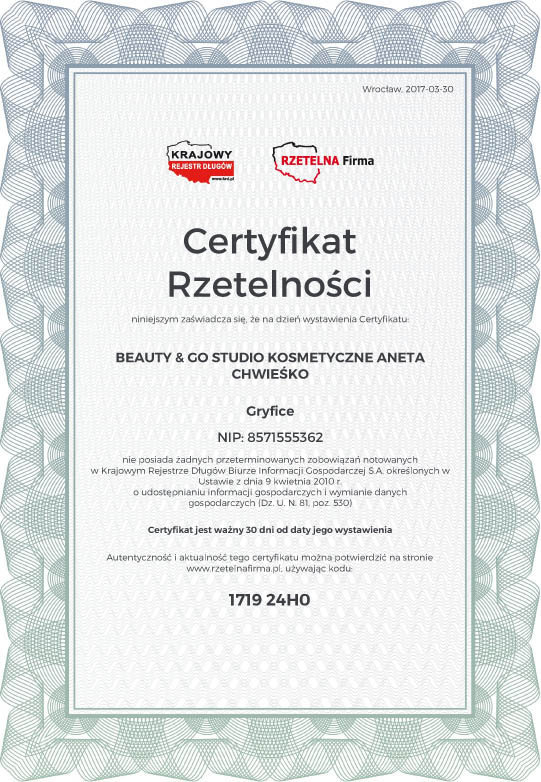 Wrocław, 2017-03-30
KRAJOWY
REJESTR DŁUGÓW
www.krd.pl
RZETELNA Firma
Certyfikat
Rzetelności
niniejszym zaświadcza się, że na dzień wystawienia Certyfikatu:
BEAUTY & GO STUDIO KOSMETYCZNE ANETA
CHWIEŚKO
Gryfice
NIP: 8571555362
nie posiada żadnych przeterminowanych zobowiązań notowanych
w Krajowym Rejestrze Długów Biurze Informacji Gospodarczej S.A. określonych w
Ustawie z dnia 9 kwietnia 2010 r.
o udostępnianiu informacji gospodarczych i wymianie danych
gospodarczych (Dz. U. N. 81, poz. 530)
Certyfikat jest ważny 30 dni od daty jego wystawienia
Autentyczność i aktualność tego certyfikatu można potwierdzić na stronie
www.rzetelnafirma.pl, używając kodu:
1719 24H0